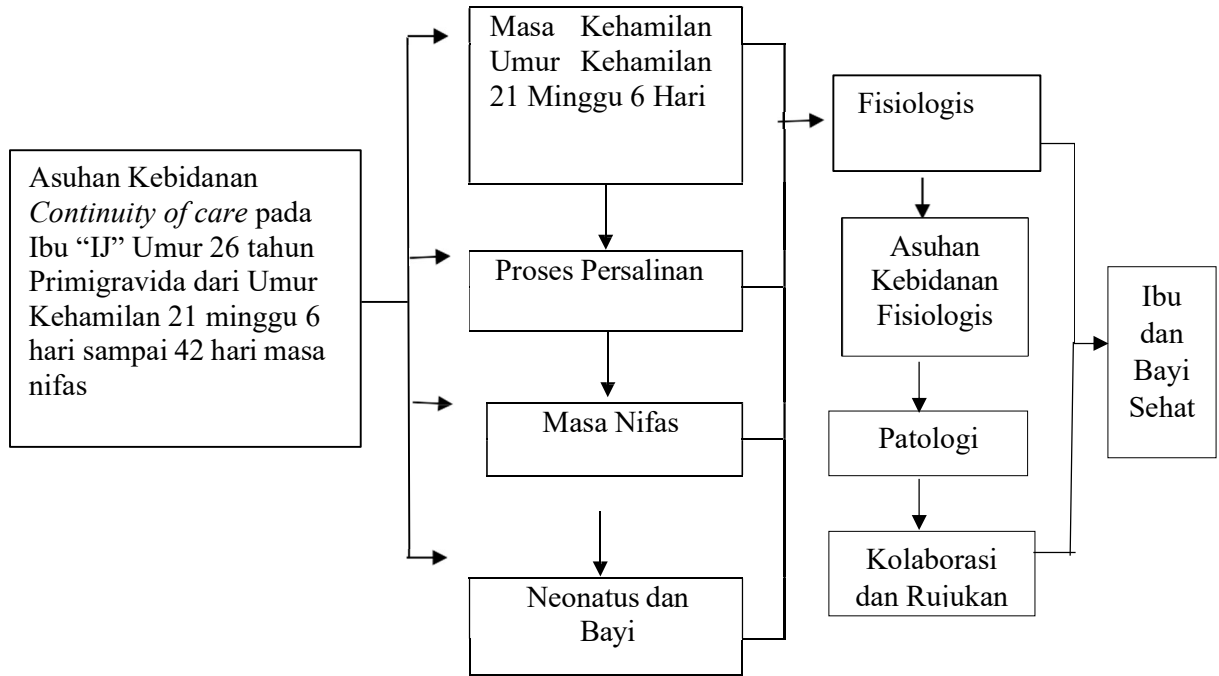 Asuhan Kebidanan
Continuity of care pada
Ibu “IJ” Umur 26 tahun
Primigravida dari Umur
Kehamilan 21 minggu 6
hari sampai 42 hari masa
nifas
Masa Kehamilan
Umur Kehamilan
21 Minggu 6 Hari
Proses Persalinan
Masa Nifas
Neonatus dan
Bayi
Fisiologis
Asuhan
Kebidanan
Fisiologis
Patologi
Kolaborasi
dan Rujukan
Ibu
dan
Bayi
Sehat